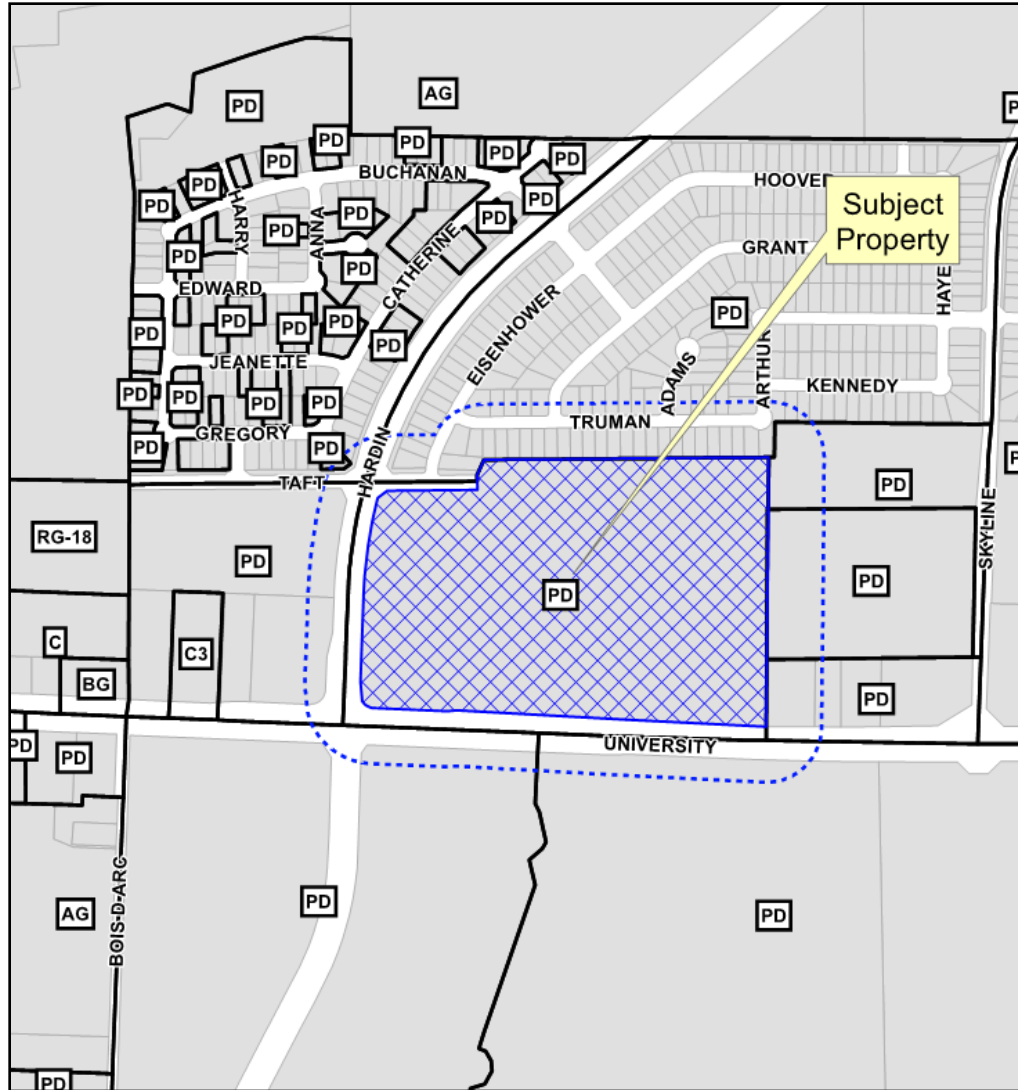 PD
AG
P
PD
PD
PD
PD
PD
BUCHANAN
HOOVER
PD
PD
PD
HARRY
ANNA
PD
PD
PD
Subject
Property
GRANT
PD
PD
CATHERINE
HAYE
EDWARD
PD
PD
PD
PD
PD
EISENHOWER
PD
ARTHUR
JEANETTE
ADAMS
KENNEDY
PD
PD
PD
PD
TRUMAN
GREGORY
PD
PD
HARDIN
P
TAFT
PD
SKYLINE
RG-18
PD
PD
PD
C
C3
BG
PD
UNIVERSITY
PD
PD
BOIS-D-ARC
AG
PD
PD
PD